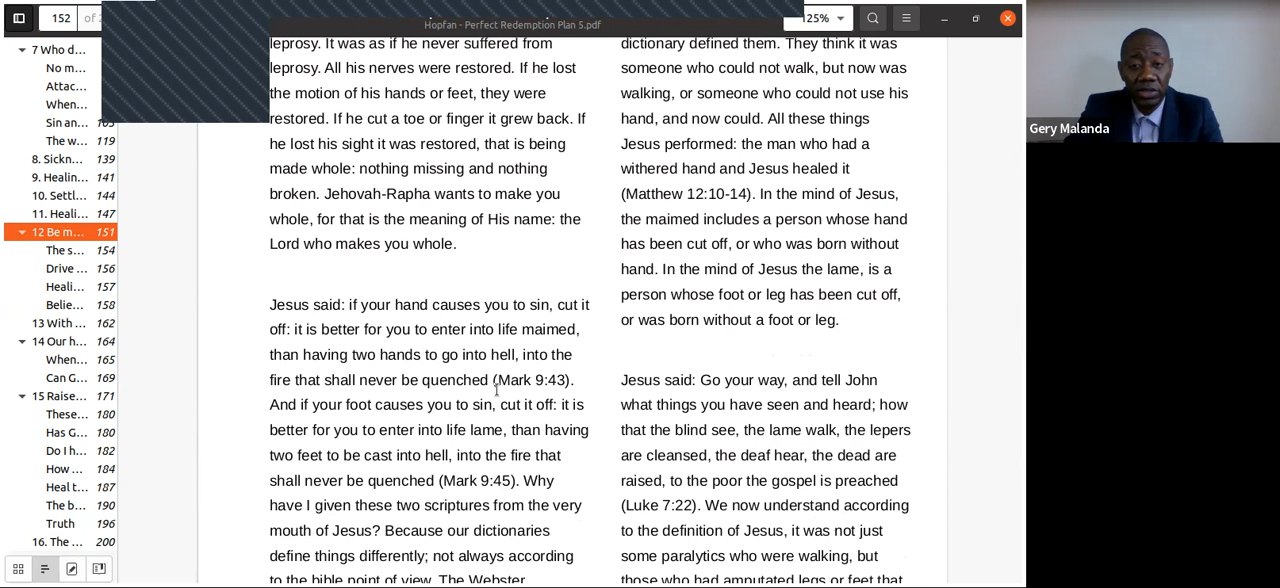 152
of
Hopfan - Perfect Redemption Plan 5.pdf
125%
7 Who d... 
No m...
Attac...
When...
Sin an... 105
The w... 119
8. Sickn... 139
9. Healin... 141
10. Settl... 144
11. Heali... 147
12 Be m... 151
The s... 154
Drive ... 156
Heali... 157
Belie... 158
13 With ... 162
14 Our h... 164
When... 165
Can G... 169
15 Raise... 171
These... 180
Has G... 180
Do I h... 182
How ... 184
Heal t... 187
The b... 190
Truth 196
16. The ... 200
leprosy. It was as if he never suffered from
leprosy. All his nerves were restored. If he lost
the motion of his hands or feet, they were
restored. If he cut a toe or finger it grew back. If
he lost his sight it was restored, that is being
made whole: nothing missing and nothing
broken. Jehovah-Rapha wants to make you
whole, for that is the meaning of His name: the
Lord who makes you whole.
Jesus said: if your hand causes you to sin, cut it
off: it is better for you to enter into life maimed,
than having two hands to go into hell, into the
fire that shall never be quenched (Mark 9:43).
And if your foot causes you to sin, cut it off: it is
better for you to enter into life lame, than having
two feet to be cast into hell, into the fire that
shall never be quenched (Mark 9:45). Why
have I given these two scriptures from the very
mouth of Jesus? Because our dictionaries
define things differently; not always according
to the bible point of view. The Webster
dictionary defined them. They think it was
someone who could not walk, but now was
walking, or someone who could not use his
hand, and now could. All these things
Jesus performed: the man who had a
withered hand and Jesus healed it
(Matthew 12:10-14). In the mind of Jesus,
the maimed includes a person whose hand
has been cut off, or who was born without
hand. In the mind of Jesus the lame, is a
person whose foot or leg has been cut off,
or was born without a foot or leg.
Jesus said: Go your way, and tell John
what things you have seen and heard; how
that the blind see, the lame walk, the lepers
are cleansed, the deaf hear, the dead are
raised, to the poor the gospel is preached
(Luke 7:22). We now understand according
to the definition of Jesus, it was not just
some paralytics who were walking, but
those who had amputated legs or feet that
Gery Malanda